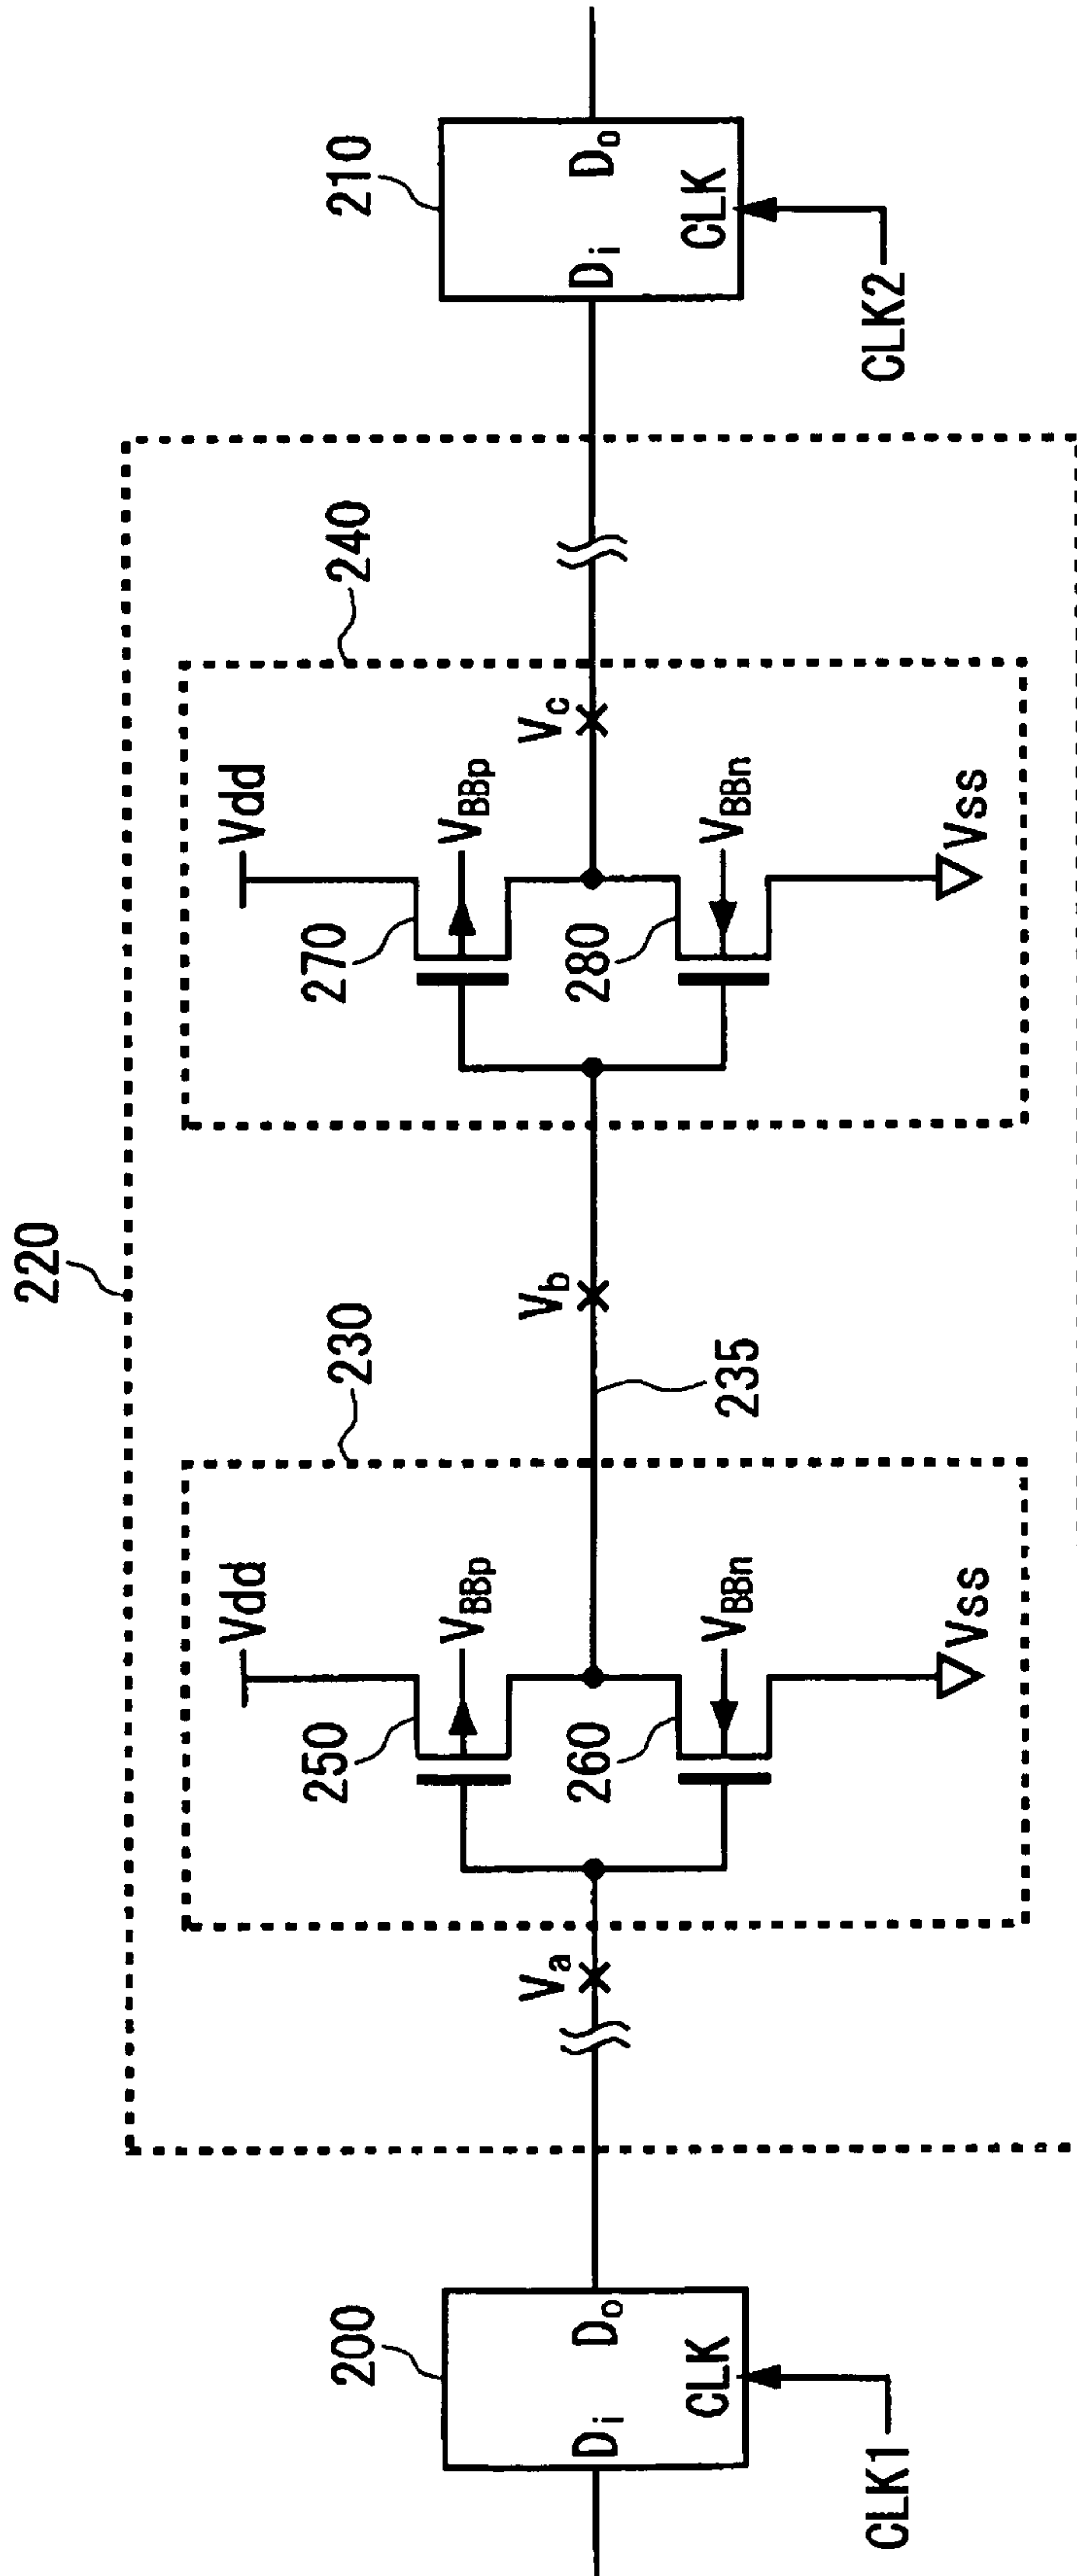 220
200
Di
Do
CLK
CLK1
Va
230
Vdd
250
VBBp
260
VBBn
Vss
Vb
235
240
Vdd
270
VBBp
280
VBBn
Vss
Vc
210
Di
Do
CLK
CLK2